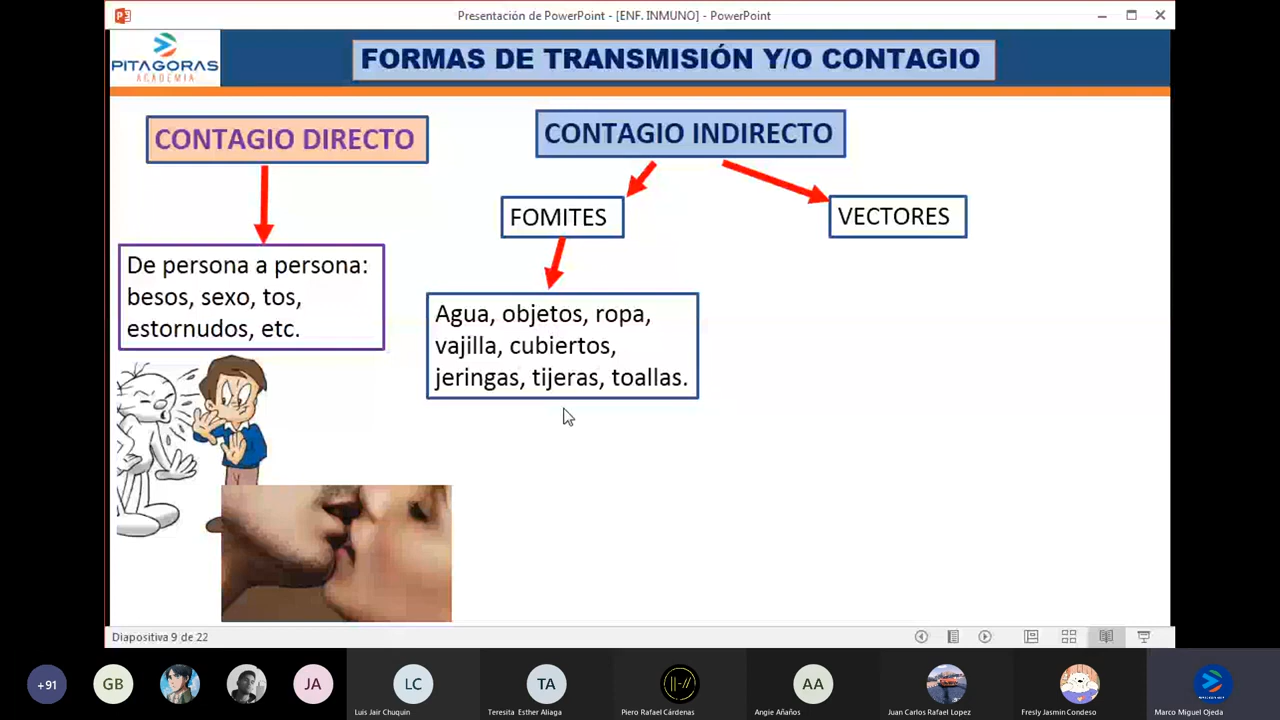 Presentación de PowerPoint - [ENF. INMUNO] - PowerPoint
PITAGORAS
ACADEMIA
FORMAS DE TRANSMISIÓN Y/O CONTAGIO
CONTAGIO DIRECTO
CONTAGIO INDIRECTO
FOMITES
VECTORES
De persona a persona:
besos, sexo, tos,
estornudos, etc.
Agua, objetos, ropa,
vajilla, cubiertos,
jeringas, tijeras, toallas.
Diapositiva 9 de 22
+91
GB
JA
LC
TA
AA
Luis Jair Chuquin
Teresita Esther Aliaga
Piero Rafael Cárdenas
Angie Añaños
Juan Carlos Rafael Lopez
Fresly Jasmin Condeso
Marco Miguel Ojeda